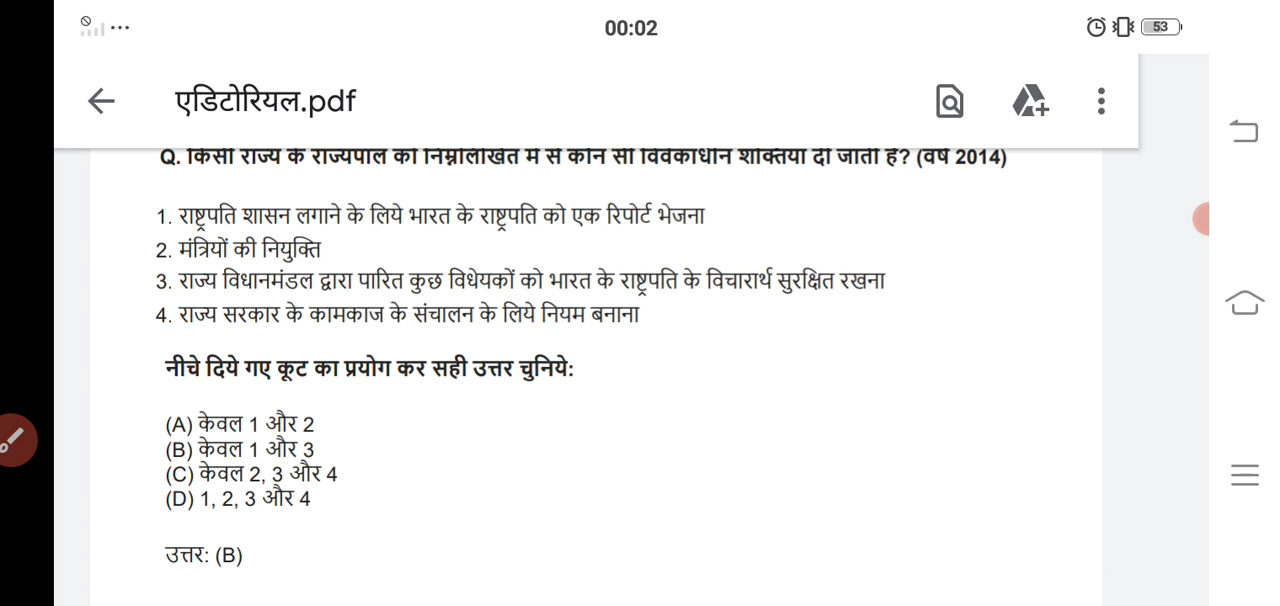 00:02
53
एडिटोरियल.pdf
Q. किसी राज्य के राज्यपाल को निम्नलिखित में से कौन सी विवेकाधीन शक्तियाँ दी जाती हैं? (वर्ष 2014)
1. राष्ट्रपति शासन लगाने के लिये भारत के राष्ट्रपति को एक रिपोर्ट भेजना
2. मंत्रियों की नियुक्ति
3. राज्य विधानमंडल द्वारा पारित कुछ विधेयकों को भारत के राष्ट्रपति के विचारार्थ सुरक्षित रखना
4. राज्य सरकार के कामकाज के संचालन के लिये नियम बनाना
नीचे दिये गए कूट का प्रयोग कर सही उत्तर चुनिये:
(A) केवल 1 और 2
(B) केवल 1 और 3
(C) केवल 2, 3 और 4
(D) 1, 2, 3 और 4
उत्तर: (B)